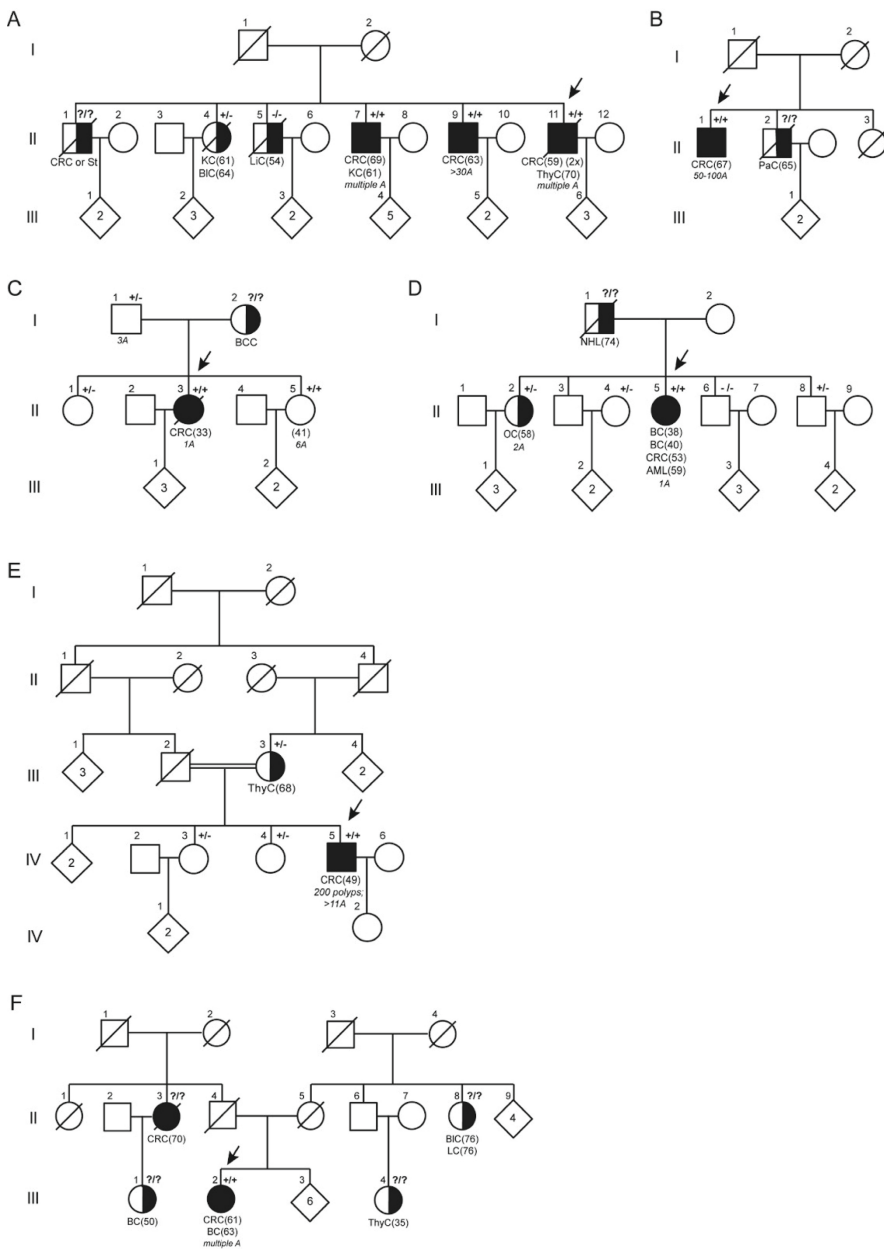 A
B
I
1
2
I
1
2
II
1 ?/?
2
3
4 +/-
5 -/-
6
7 +/+
8
9 +/+
10
11 +/+
12
CRC or St
KC(61)
BlC(64)
LiC(54)
CRC(69)
KC(61)
multiple A
CRC(63)
>30A
CRC(59) (2x)
ThyC(70)
multiple A
III
1
2
2
3
3
2
4
5
5
2
6
3
II
1 +/+
2 ?/?
3
CRC(67)
50-100A
PaC(65)
III
1
2
C
D
I
1 +/-
2 ?/?
3A
BCC
II
1 +/-
2
3 +/+
4
5 +/+
CRC(33)
1A
(41)
6A
III
1
3
2
2
I
1 ?/?
2
NHL(74)
II
1
2 +/-
3
4 +/-
5 +/+
6 -/-
7
8 +/-
9
OC(58)
2A
BC(38)
BC(40)
CRC(53)
AML(59)
1A
III
1
3
2
2
3
3
4
2
E
I
1
2
II
1
2
3
4
III
1
3
2
3 +/-
4
2
ThyC(68)
IV
1
2
2
3 +/-
4 +/-
5 +/+
6
CRC(49)
200 polyps;
>11A
IV
1
2
2
F
I
1
2
3
4
II
1
2
3 ?/?
4
5
6
7
8 ?/?
9
4
CRC(70)
BlC(76)
LC(76)
III
1 ?/?
2 +/+
3
6
4 ?/?
BC(50)
CRC(61)
BC(63)
multiple A
ThyC(35)